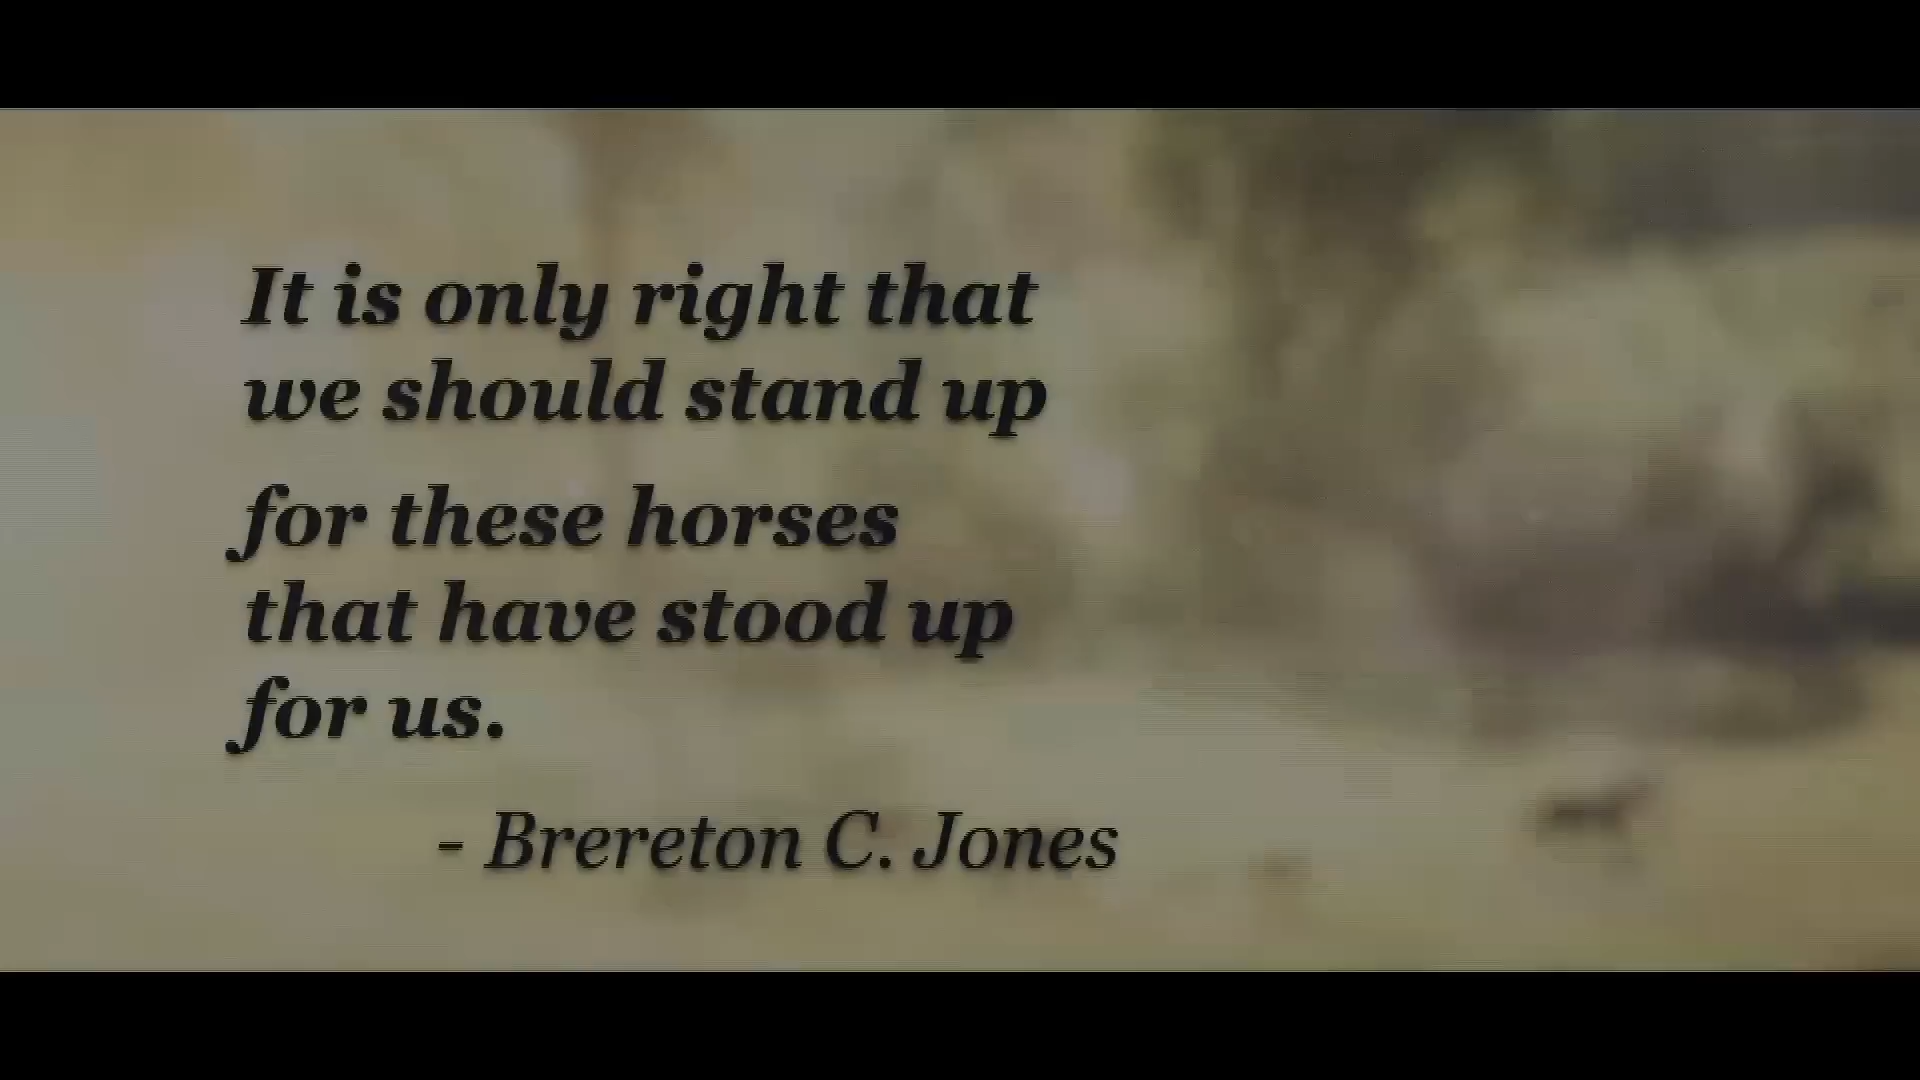 It is only right that
we should stand up
for these horses
that have stood up
for us.
- Brereton C. Jones